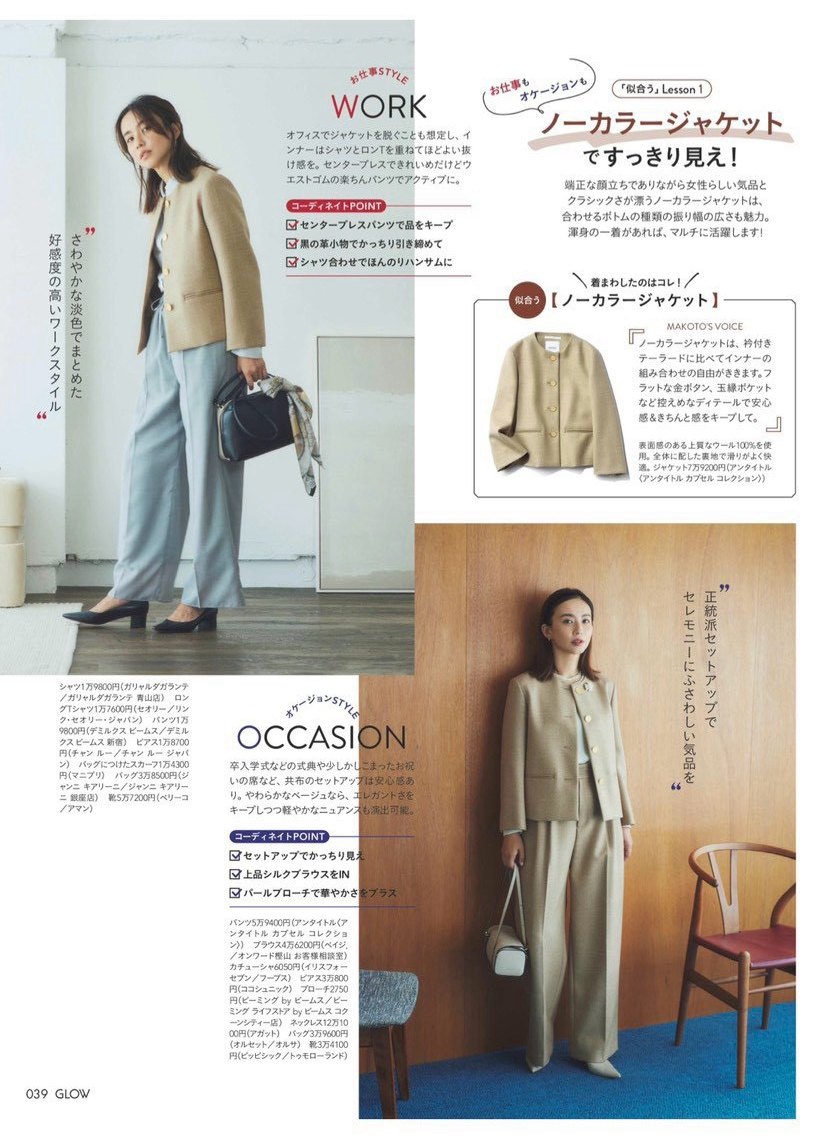 お仕事も
オケージョンも
「似合う」Lesson 1
ノーカラージャケット
ですっきり見え！
端正な顔立ちでありながら女性らしい気品と
クラシックさが漂うノーカラージャケットは、
合わせるボトムの種類の振り幅の広さも魅力。
渾身の一着があれば、マルチに活躍します！
着まわしたのはコレ！
似合う【ノーカラージャケット】
MAKOTO'S VOICE
『ノーカラージャケットは、衿付き
テーラードに比べてインナーの
組み合わせの自由がききます。フ
ラットな金ボタン、玉縁ポケット
など控えめなディテールで安心
感&きちんと感をキープして。』
表面感のある上質なウール100%を使
用。全体に配した裏地で滑りがよく快
適。ジャケット7万9200円（アンタイトル
〈アンタイトル カプセル コレクション〉）
お仕事STYLE
WORK
オフィスでジャケットを脱ぐことも想定し、イ
ンナーはシャツとロンTを重ねてほどよい抜
け感を。センタープレスできれいめだけどウ
エストゴムの楽ちんパンツでアクティブに。
コーディネイトPOINT
センタープレスパンツで品をキープ
黒の革小物でかっちり引き締めて
シャツ合わせでほんのりハンサムに
"さわやかな淡色でまとめた
好感度の高いワークスタイル"
シャツ1万9800円（ガリャルダガランテ
／ガリャルダガランテ 青山店） ロン
グTシャツ1万7600円（セオリー／リン
ク・セオリー・ジャパン） パンツ1万
9800円（デミルクス ビームス／デミル
クス ビームス 新宿） ピアス1万8700
円（チャン ルー／チャン ルー ジャパ
ン） バッグにつけたスカーフ1万4300
円（マニプリ） バッグ3万8500円（ジ
ャンニ キアリーニ／ジャンニ キアリー
ニ 銀座店） 靴5万7200円（ペリーコ
／アマン）
オケージョンSTYLE
OCCASION
卒入学式などの式典や少しかしこまったお祝
いの席など、共布のセットアップは安心感あ
り。やわらかなベージュなら、エレガントさを
キープしつつ軽やかなニュアンスも演出可能。
コーディネイトPOINT
セットアップでかっちり見え
上品シルクブラウスをIN
パールブローチで華やかさをプラス
"正統派セットアップで
セレモニーにふさわしい気品を"
パンツ5万9400円（アンタイトル〈ア
ンタイトル カプセル コレクショ
ン〉） ブラウス4万6200円（ベイジ,
／オンワード樫山 お客様相談室）
カチューシャ6050円（イリスフォー
セブン／フープス） ピアス3万800
円（ココシュニック） ブローチ2750
円（ビーミング by ビームス／ビー
ミング ライフストア by ビームス コク
ーンシティー店） ネックレス12万10
00円（アガット） バッグ3万9600円
（オルセット／オルサ） 靴3万4100
円（ピッピシック／トゥモローランド）
039 GLOW